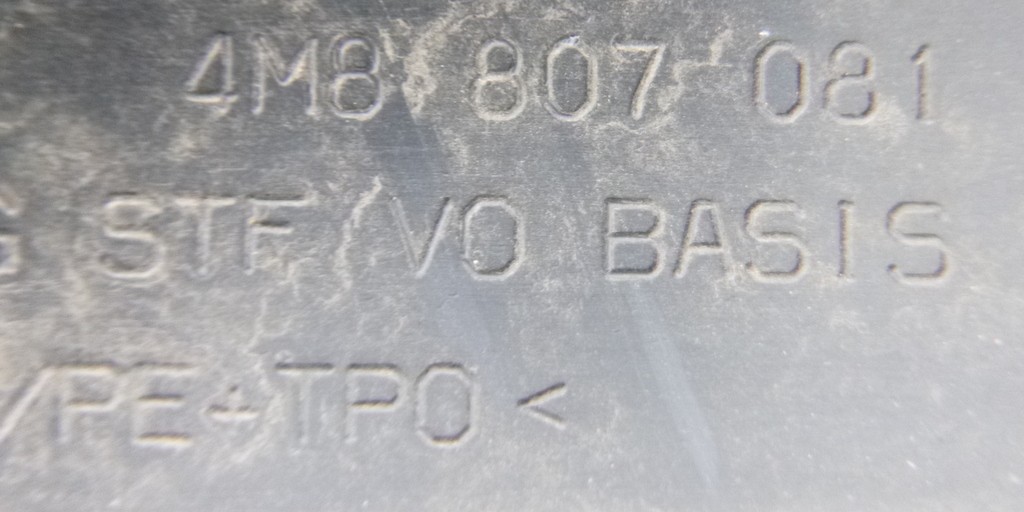 4M8 807 081
STF/VO BASIS
/PE+TPO<